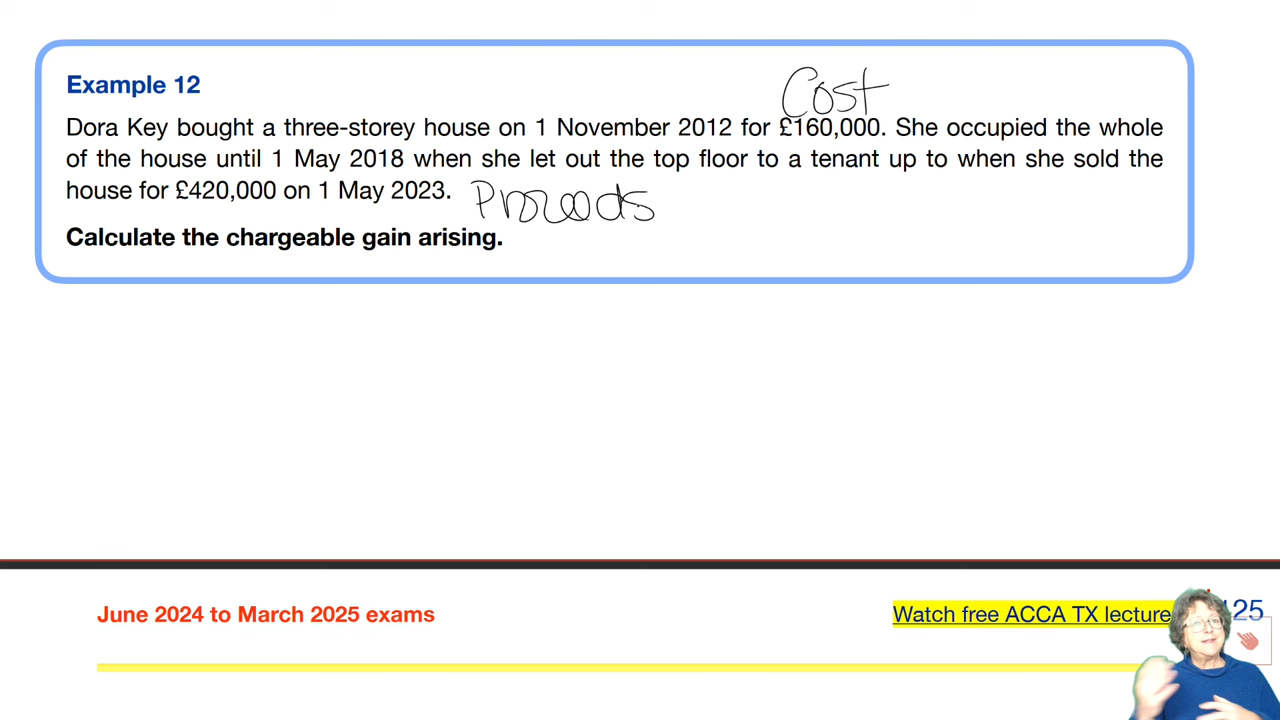 Example 12
Cost
Dora Key bought a three-storey house on 1 November 2012 for £160,000. She occupied the whole
of the house until 1 May 2018 when she let out the top floor to a tenant up to when she sold the
house for £420,000 on 1 May 2023. Proceeds
Calculate the chargeable gain arising.
June 2024 to March 2025 exams
Watch free ACCA TX lecture